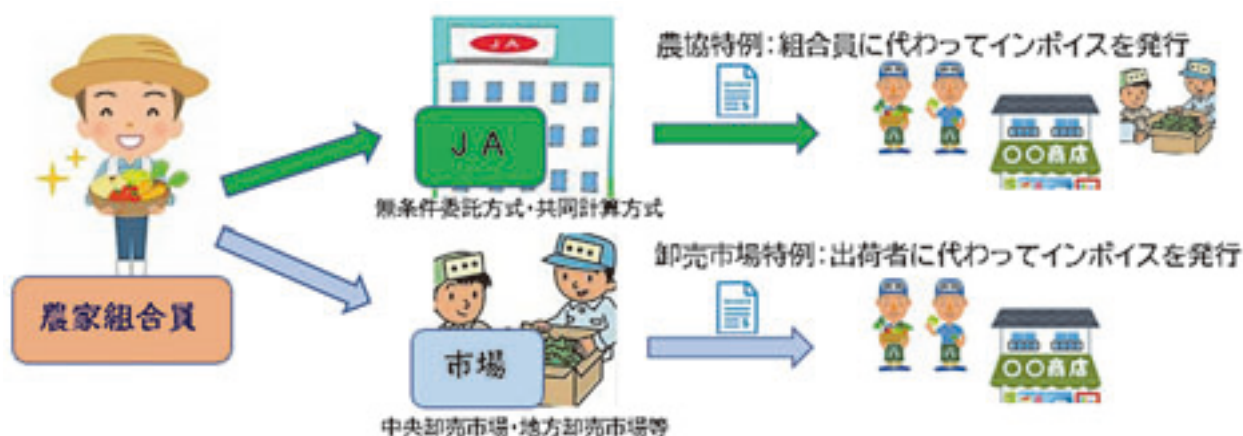 農家組合員
JA
JA
無条件委託方式・共同計算方式
農協特例:組合員に代わってインボイスを発行
〇〇商店
市場
中央卸売市場・地方卸売市場等
卸売市場特例:出荷者に代わってインボイスを発行
〇〇商店